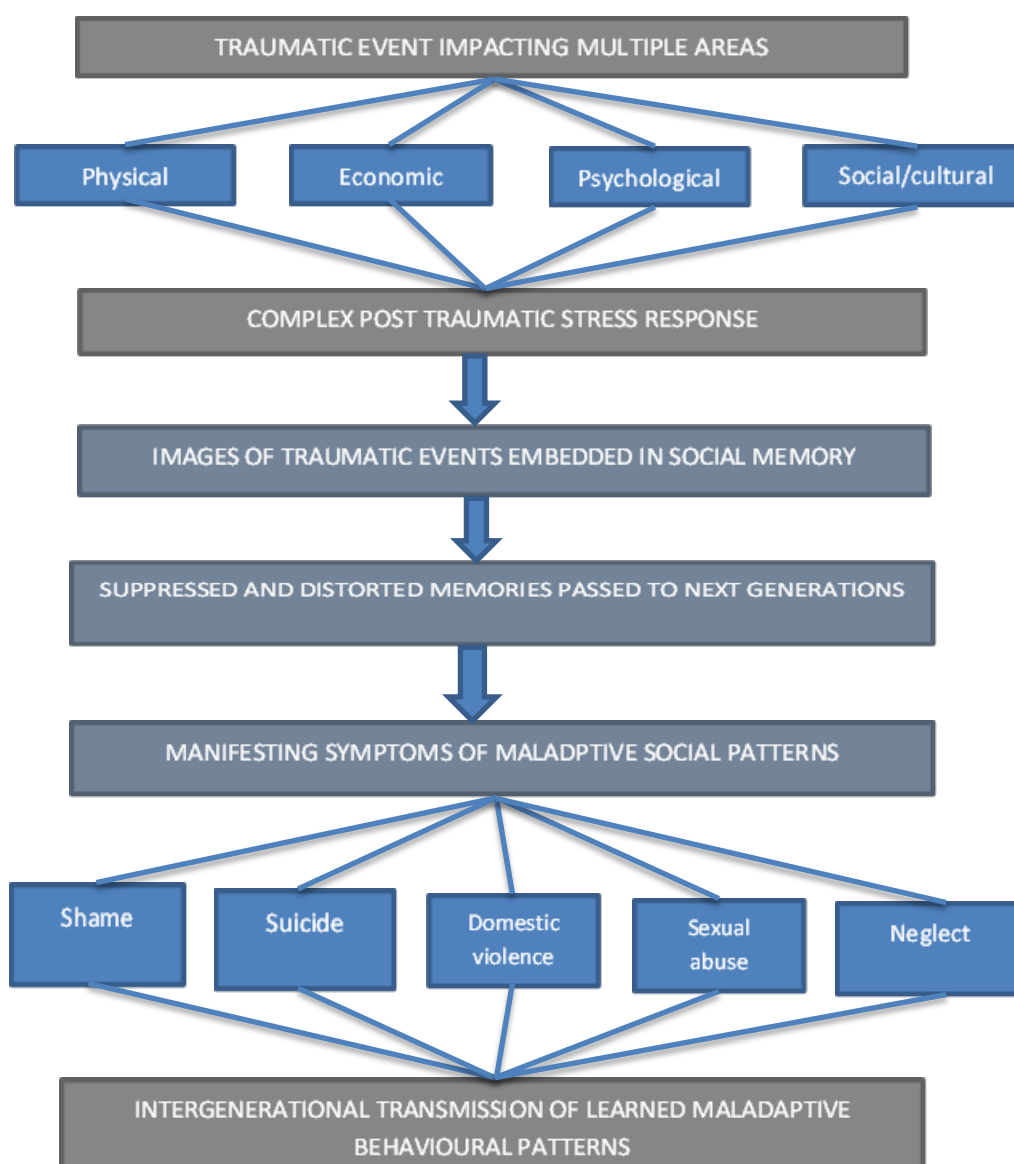 TRAUMATIC EVENT IMPACTING MULTIPLE AREAS
Physical
Economic
Psychological
Social/cultural
COMPLEX POST TRAUMATIC STRESS RESPONSE
IMAGES OF TRAUMATIC EVENTS EMBEDDED IN SOCIAL MEMORY
SUPPRESSED AND DISTORTED MEMORIES PASSED TO NEXT GENERATIONS
MANIFESTING SYMPTOMS OF MALADPTIVE SOCIAL PATTERNS
Shame
Suicide
Domestic
violence
Sexual
abuse
Neglect
INTERGENERATIONAL TRANSMISSION OF LEARNED MALADAPTIVE
BEHAVIOURAL PATTERNS